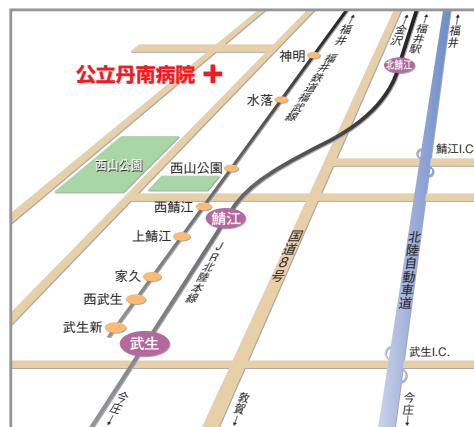 ←福井
←金沢
←福井駅
←福井
神明
福井鉄道福武線
北鯖江
公立丹南病院
水落
鯖江I.C.
西山公園
西山公園
西鯖江
鯖江
上鯖江
国道8号
北陸自動車道
JR北陸本線
家久
西武生
武生新
武生
武生I.C.
今庄→
敦賀→
今庄→